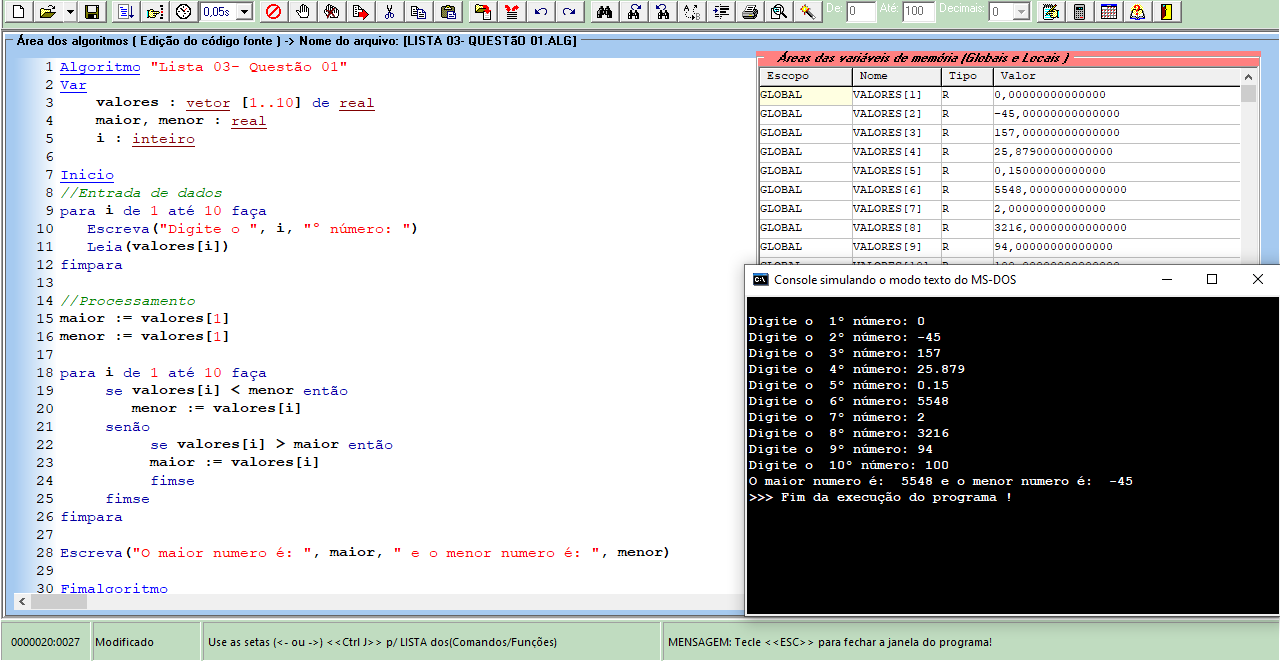 0,05s
De: 0 Até: 100 Decimais: 0
Área dos algoritmos ( Edição do código fonte ) -> Nome do arquivo: [LISTA 03- QUESTãO 01.ALG]
1 Algoritmo "Lista 03- Questão 01"
2 Var
3 valores : vetor [1..10] de real
4 maior, menor : real
5 i : inteiro
6
7 Inicio
8 //Entrada de dados
9 para i de 1 até 10 faça
10 Escreva("Digite o ", i, "° número: ")
11 Leia(valores[i])
12 fimpara
13
14 //Processamento
15 maior := valores[1]
16 menor := valores[1]
17
18 para i de 1 até 10 faça
19 se valores[i] < menor então
20 menor := valores[i]
21 senão
22 se valores[i] > maior então
23 maior := valores[i]
24 fimse
25 fimse
26 fimpara
27
28 Escreva("O maior numero é: ", maior, " e o menor numero é: ", menor)
29
30 Fimalgoritmo
Áreas das variáveis de memória (Globais e Locais )
Escopo Nome Tipo Valor
GLOBAL VALORES[1] R 0,00000000000000
GLOBAL VALORES[2] R -45,00000000000000
GLOBAL VALORES[3] R 157,00000000000000
GLOBAL VALORES[4] R 25,87900000000000
GLOBAL VALORES[5] R 0,15000000000000
GLOBAL VALORES[6] R 5548,00000000000000
GLOBAL VALORES[7] R 2,00000000000000
GLOBAL VALORES[8] R 3216,00000000000000
GLOBAL VALORES[9] R 94,00000000000000
Console simulando o modo texto do MS-DOS
Digite o 1° número: 0
Digite o 2° número: -45
Digite o 3° número: 157
Digite o 4° número: 25.879
Digite o 5° número: 0.15
Digite o 6° número: 5548
Digite o 7° número: 2
Digite o 8° número: 3216
Digite o 9° número: 94
Digite o 10° número: 100
O maior numero é: 5548 e o menor numero é: -45
>>> Fim da execução do programa !
0000020:0027 Modificado Use as setas (<- ou ->) <<Ctrl J>> p/ LISTA dos(Comandos/Funções) MENSAGEM: Tecle <<ESC>> para fechar a janela do programa!